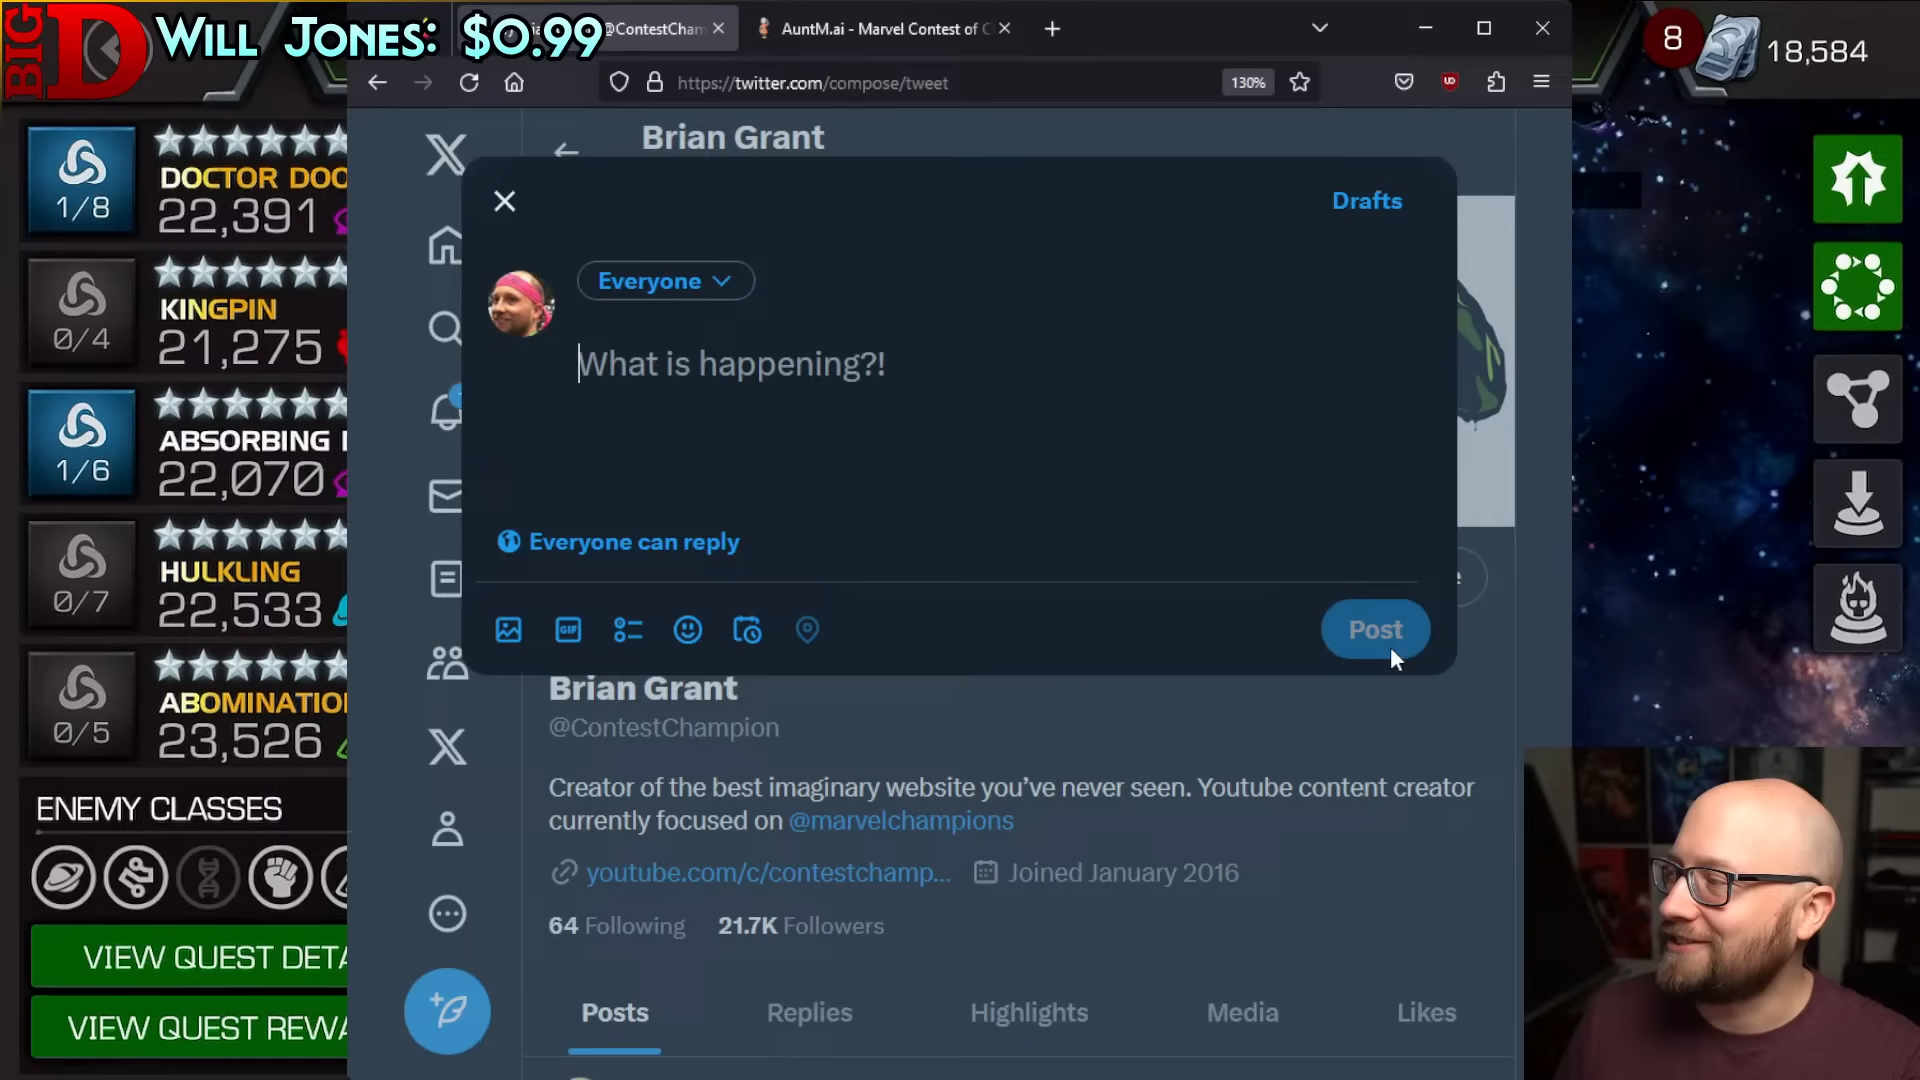 BIG D
WILL JONES: $0.99
@ContestCham
AuntM.ai - Marvel Contest of C
https://twitter.com/compose/tweet
130%
8
18,584
1/8
DOCTOR DOO
22,391
0/4
KINGPIN
21,275
1/6
ABSORBING
22,070
0/7
HULKLING
22,533
0/5
ABOMINATIO
23,526
ENEMY CLASSES
VIEW QUEST DETA
VIEW QUEST REWA
Brian Grant
Drafts
Everyone
What is happening?!
Everyone can reply
GIF
Post
Brian Grant
@ContestChampion
Creator of the best imaginary website you've never seen. Youtube content creator
currently focused on @marvelchampions
youtube.com/c/contestchamp... Joined January 2016
64 Following 21.7K Followers
Posts Replies Highlights Media Likes